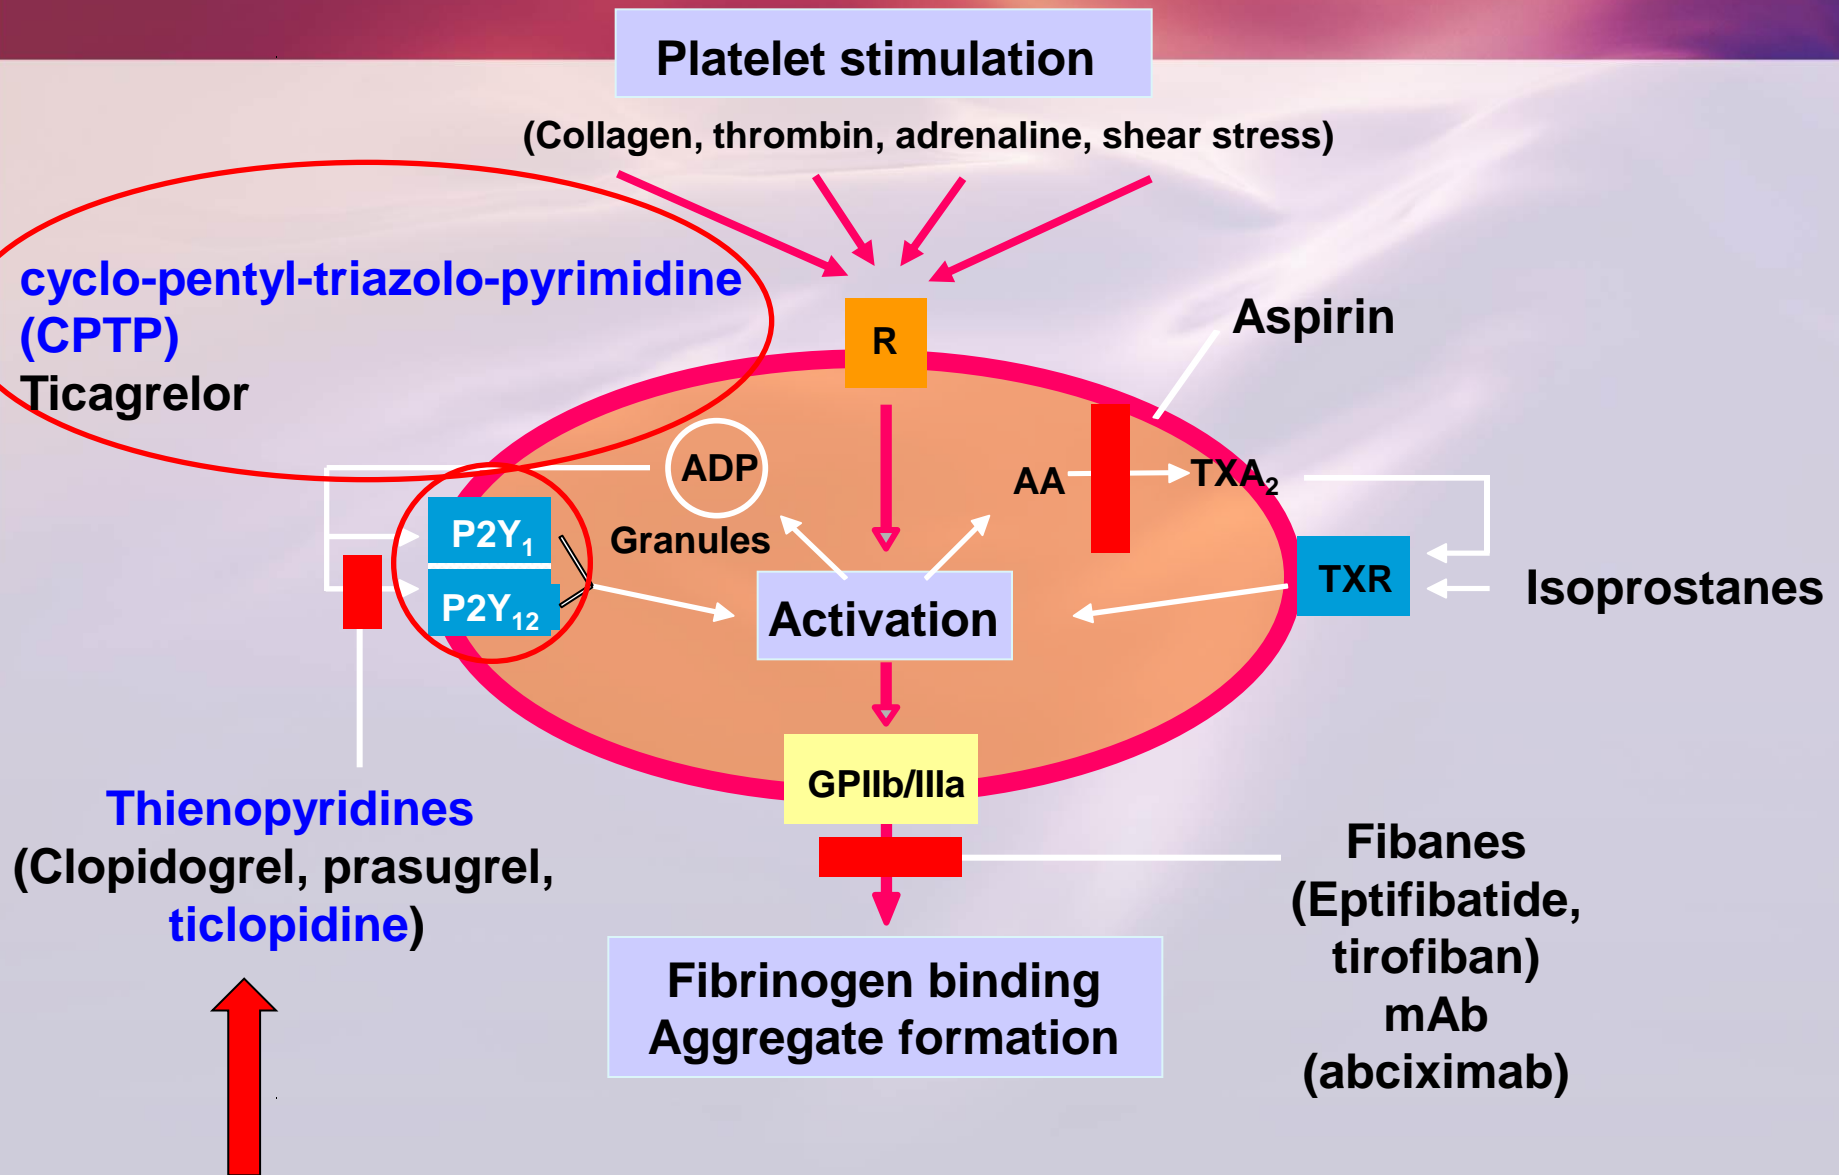 Platelet stimulation
(Collagen, thrombin, adrenaline, shear stress)
cyclo-pentyl-triazolo-pyrimidine
(CPTP)
Ticagrelor
R
Aspirin
ADP
Granules
AA
TXA₂
P2Y₁
P2Y₁₂
Activation
TXR
Isoprostanes
GPIIb/IIIa
Thienopyridines
(Clopidogrel, prasugrel,
ticlopidine)
Fibanes
(Eptifibatide,
tirofiban)
mAb
(abciximab)
Fibrinogen binding
Aggregate formation